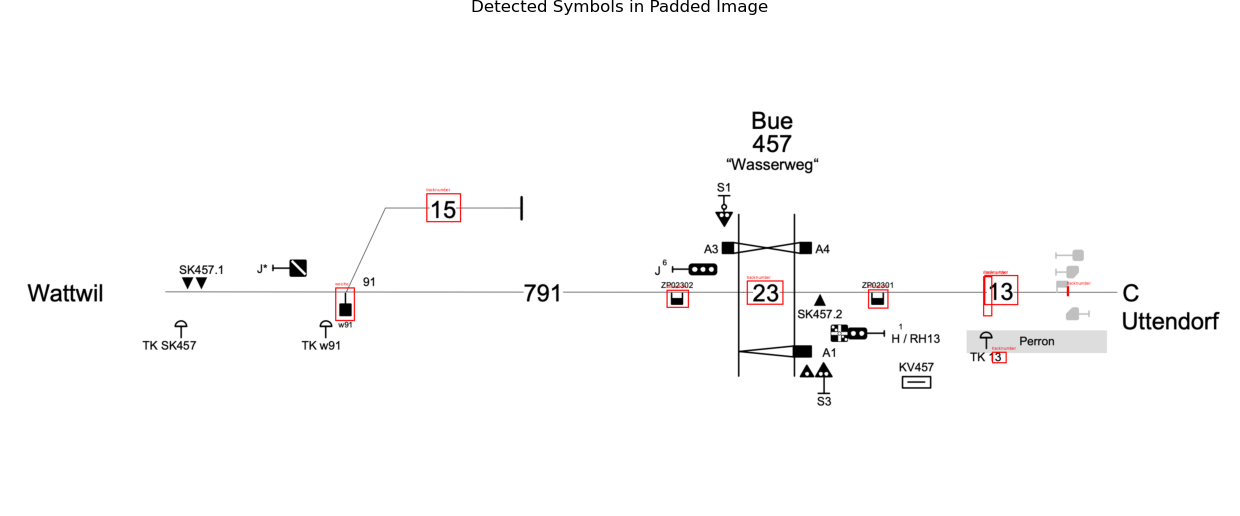 Detected Symbols in Padded Image
Bue
457
“Wasserweg“
S1
15
A3
A4
SK457.1
J*
J
6
91
ZP02302
ZP02301
Wattwil
791
23
13
C
Uttendorf
SK457.2
w91
TK SK457
TK w91
1
H / RH13
A1
Perron
TK 13
KV457
S3